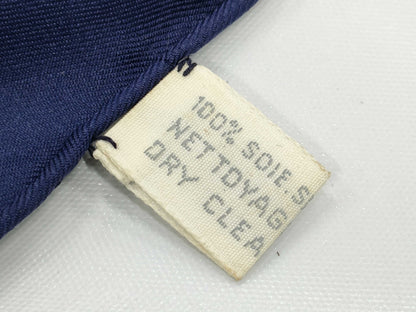 100% SOIE.S
NETTOYAG
DRY CLEA